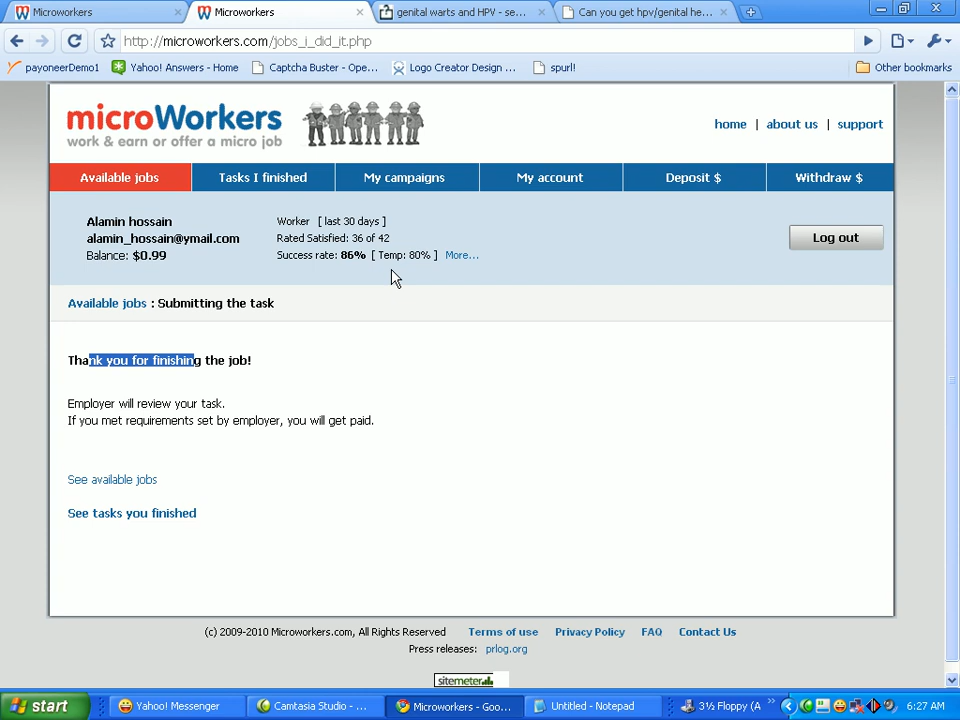 Microworkers
Microworkers
genital warts and HPV - se...
Can you get hpv/genital he...
http://microworkers.com/jobs_i_did_it.php
payoneerDemo1
Yahoo! Answers - Home
Captcha Buster - Ope...
Logo Creator Design ...
spurl!
Other bookmarks
microWorkers
work & earn or offer a micro job
home | about us | support
Available jobs
Tasks I finished
My campaigns
My account
Deposit $
Withdraw $
Alamin hossain
alamin_hossain@ymail.com
Balance: $0.99
Worker [ last 30 days ]
Rated Satisfied: 36 of 42
Success rate: 86% [ Temp: 80% ] More...
Log out
Available jobs : Submitting the task
Thank you for finishing the job!
Employer will review your task.
If you met requirements set by employer, you will get paid.
See available jobs
See tasks you finished
(c) 2009-2010 Microworkers.com, All Rights Reserved Terms of use Privacy Policy FAQ Contact Us
Press releases: prlog.org
sitemeter
start
Yahoo! Messenger
Camtasia Studio - ...
Microworkers - Goo...
Untitled - Notepad
3½ Floppy (A
6:27 AM